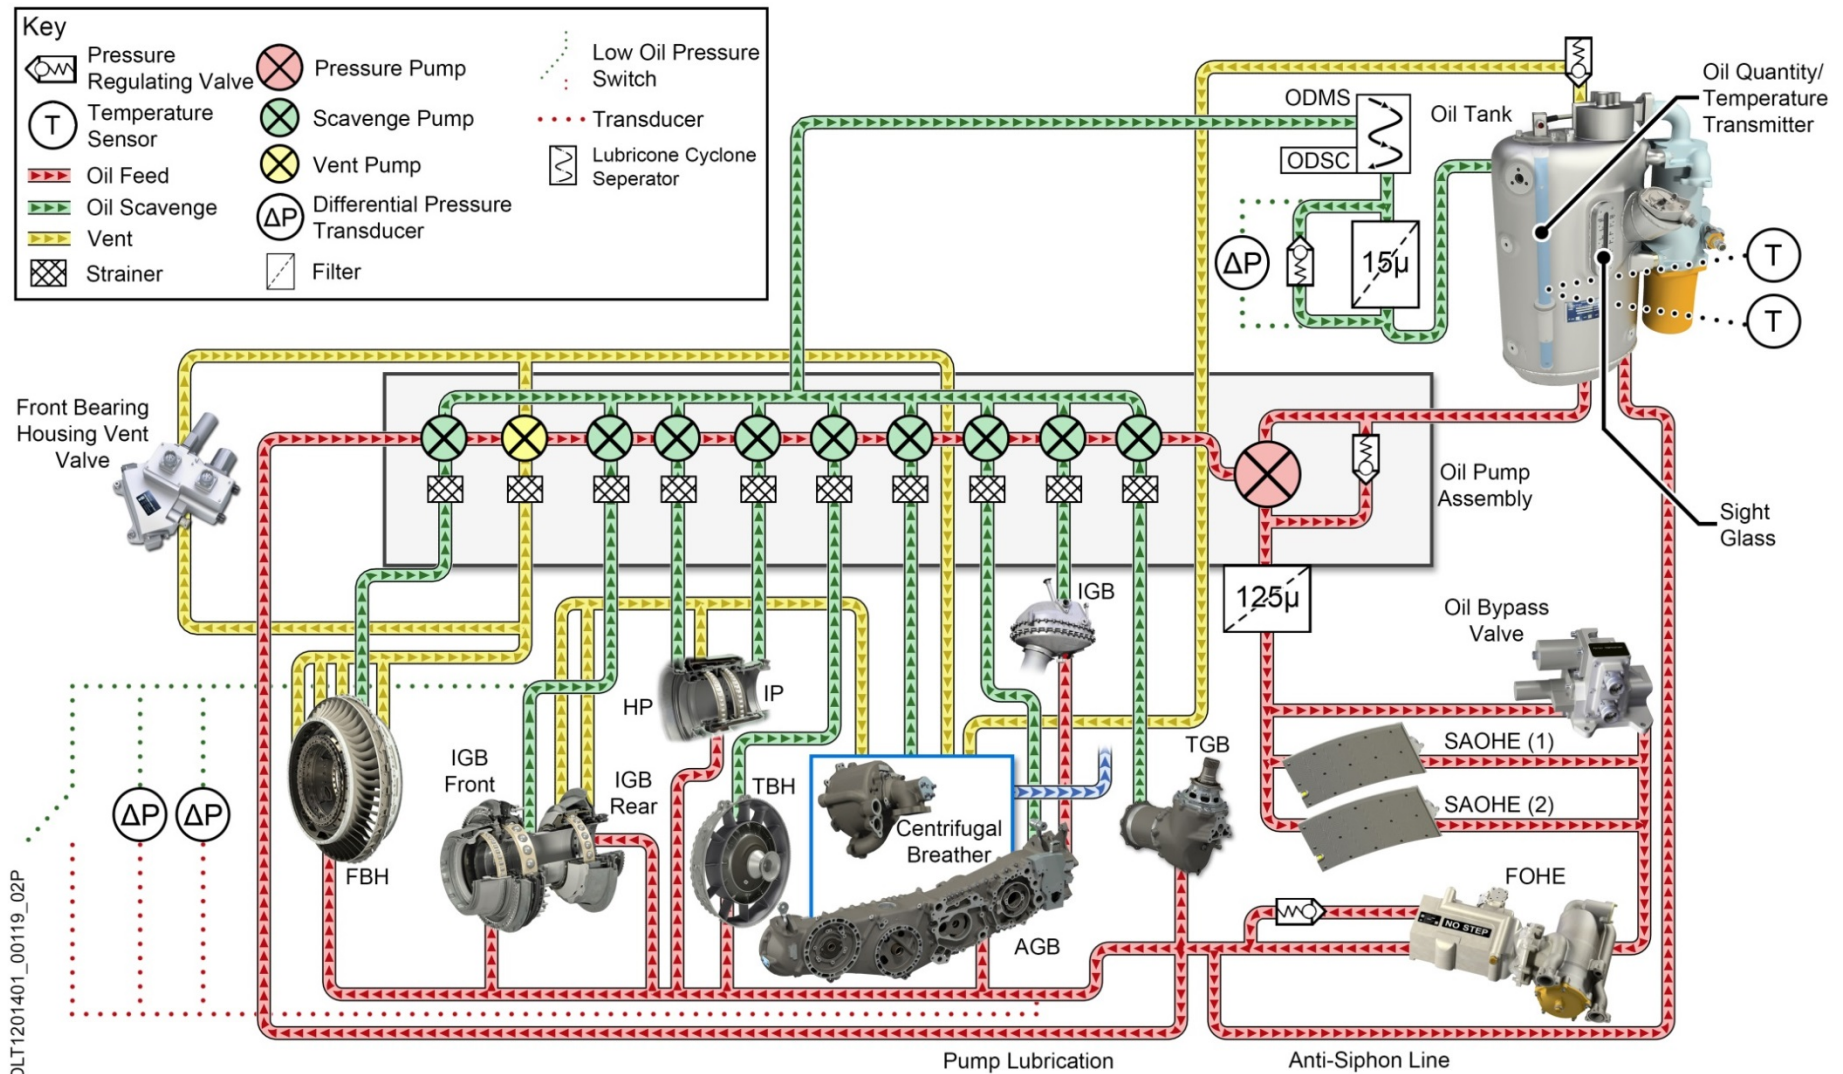 Key
Pressure
Regulating Valve
T
Temperature
Sensor
Oil Feed
Oil Scavenge
Vent
Strainer
Pressure Pump
Scavenge Pump
Vent Pump
ΔP
Differential Pressure
Transducer
Filter
Low Oil Pressure
Switch
Transducer
Lubricone Cyclone
Seperator
ODMS
ODSC
Oil Tank
Oil Quantity/
Temperature
Transmitter
ΔP
15µ
T
T
Front Bearing
Housing Vent
Valve
Oil Pump
Assembly
Sight
Glass
125µ
IGB
Oil Bypass
Valve
HP
IP
IGB
Front
IGB
Rear
TBH
TGB
SAOHE (1)
SAOHE (2)
ΔP
ΔP
FBH
Centrifugal
Breather
AGB
FOHE
NO STEP
Pump Lubrication
Anti-Siphon Line
OLT1201401_00119_02P